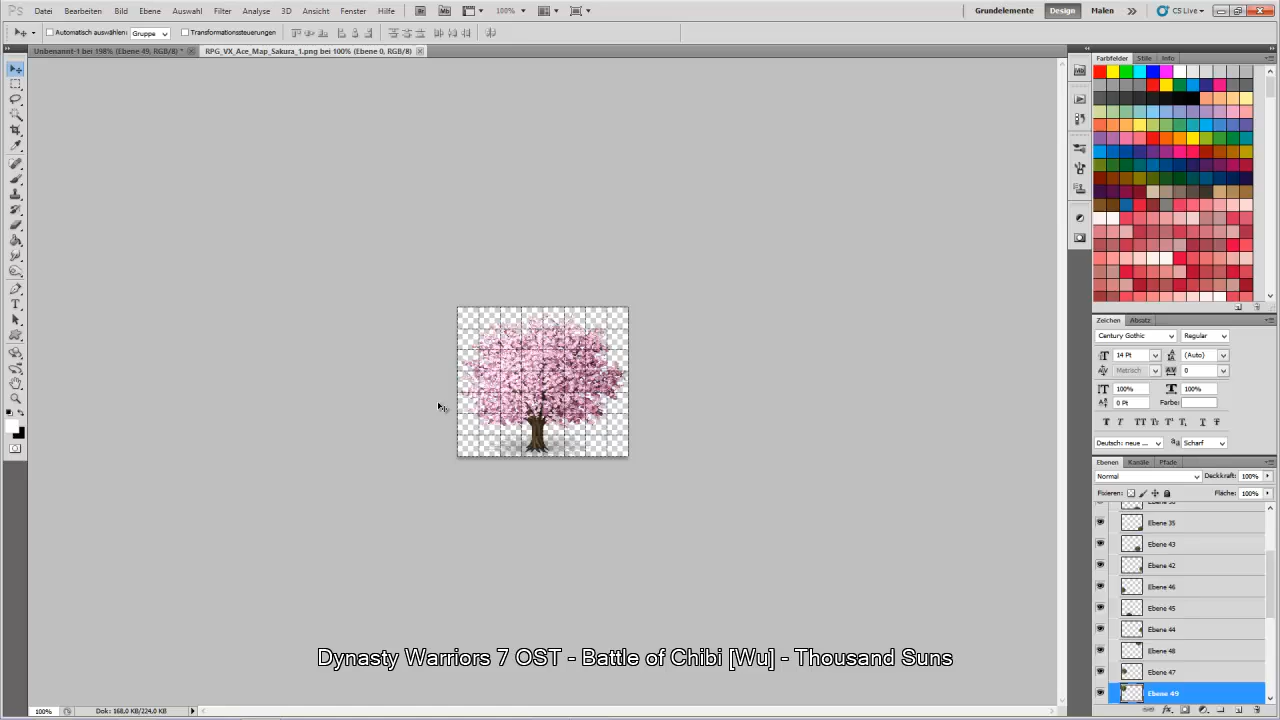 Datei Bearbeiten Bild Ebene Auswahl Filter Analyse 3D Ansicht Fenster Hilfe 100% Grundelemente Design Malen CS Live
Automatisch auswählen: Gruppe Transformationssteuerungen
Unbenannt-1 bei 198% (Ebene 49, RGB/8) * RPG_VX_Ace_Map_Sakura_1.png bei 100% (Ebene 0, RGB/8)
Farbfelder Stile Info
Zeichen Absatz
Century Gothic Regular
14 Pt (Auto)
Metrisch 0
100% 100%
0 Pt Farbe:
Deutsch: neue ... Scharf
Ebenen Kanäle Pfade
Normal Deckkraft: 100%
Fixieren: Fläche: 100%
Ebene 35
Ebene 43
Ebene 42
Ebene 46
Ebene 45
Ebene 44
Ebene 48
Ebene 47
Ebene 49
Dynasty Warriors 7 OST - Battle of Chibi [Wu] - Thousand Suns
100% Dok: 168,0 KB/224,0 KB